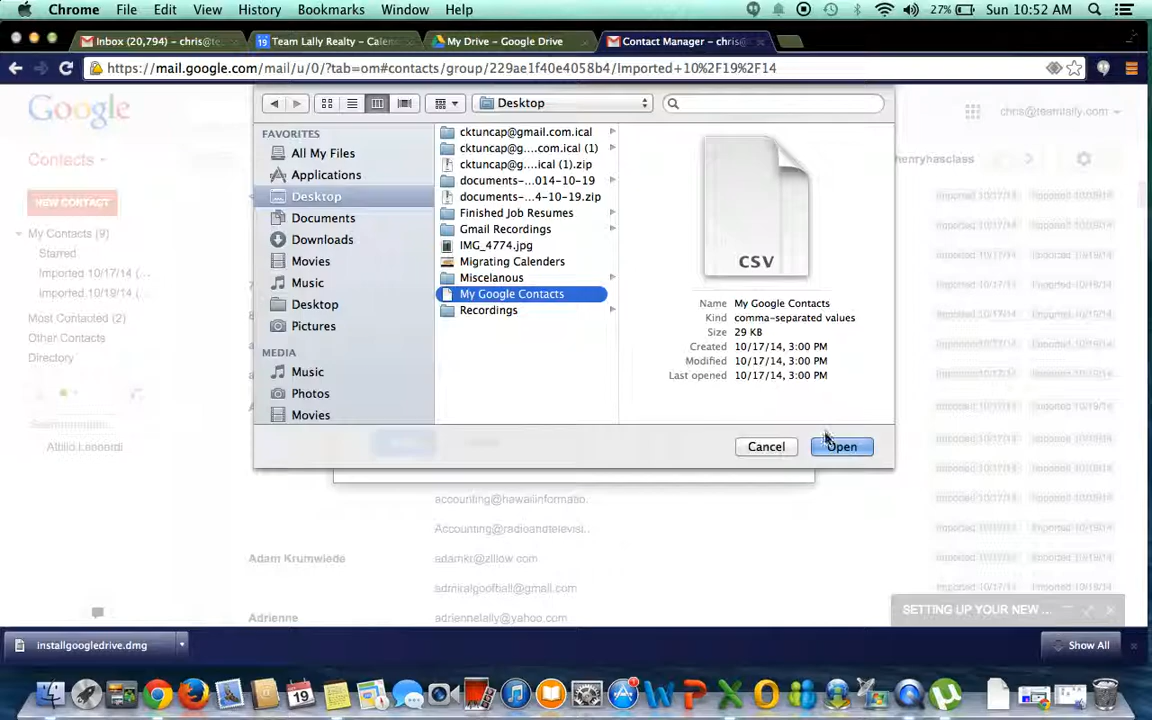 Chrome File Edit View History Bookmarks Window Help 27% Sun 10:52 AM
Inbox (20,794) – chris@te... Team Lally Realty – Cale... My Drive – Google Drive Contact Manager – chris@...
https://mail.google.com/mail/u/0/?tab=om#contacts/group/229ae1f40e4058b4/Imported+10%2F19%2F14
Google chris@teamlally.com
Contacts henryhasclass
NEW CONTACT
My Contacts (9)
Starred
Imported 10/17/14 (...
Imported 10/19/14 (...
Most Contacted (2)
Other Contacts
Directory
Desktop
FAVORITES
All My Files
Applications
Desktop
Documents
Downloads
Movies
Music
Desktop
Pictures
MEDIA
Music
Photos
Movies
cktuncap@gmail.com.ical
cktuncap@g....com.ical (1)
cktuncap@g....ical (1).zip
documents-...014-10-19
documents-...4-10-19.zip
Finished Job Resumes
Gmail Recordings
IMG_4774.jpg
Migrating Calenders
Miscelanous
My Google Contacts
Recordings
CSV
Name My Google Contacts
Kind comma-separated values
Size 29 KB
Created 10/17/14, 3:00 PM
Modified 10/17/14, 3:00 PM
Last opened 10/17/14, 3:00 PM
Cancel Open
accounting@hawaiiinformatio.
Accounting@radioandtelevisi..
Adam Krumwiede adamkr@zillow.com
admiralgoofball@gmail.com
Adrienne adriennelally@yahoo.com
SETTING UP YOUR NEW ...
installgoogledrive.dmg Show All